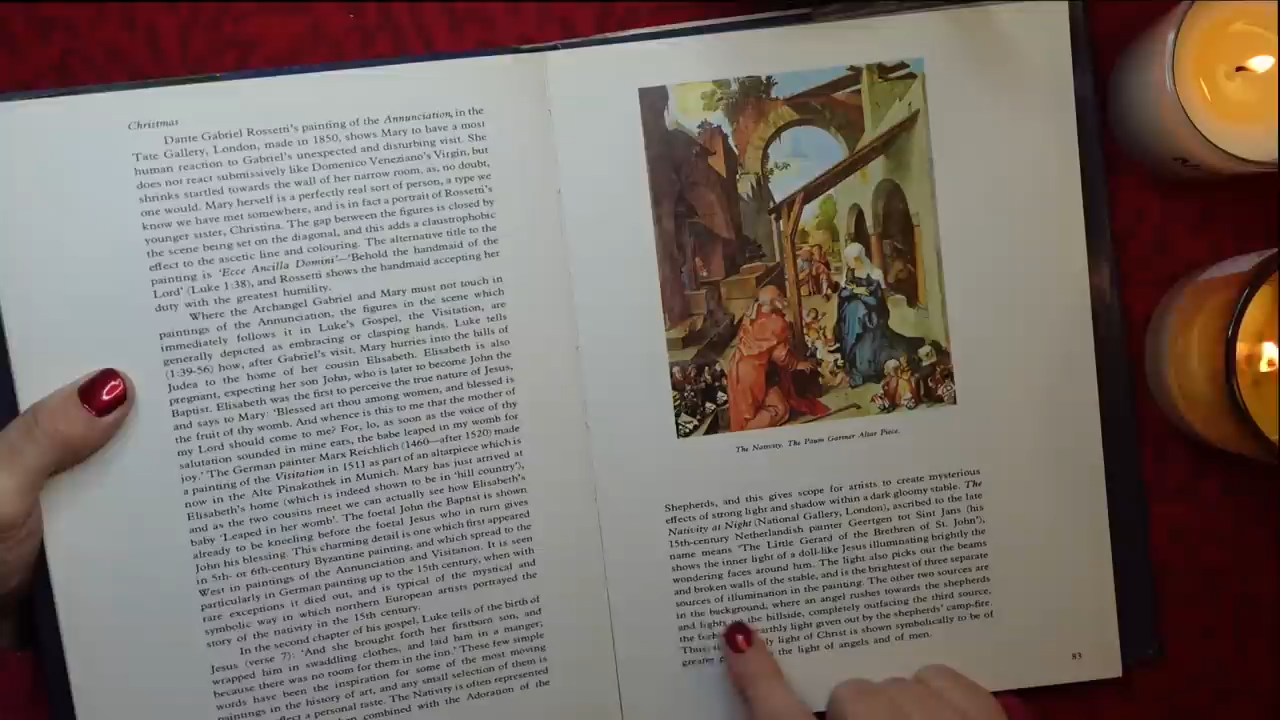 Christmas
Dante Gabriel Rossetti's painting of the Annunciation, in the
Tate Gallery, London, made in 1850, shows Mary to have a most
human reaction to Gabriel's unexpected and disturbing visit. She
does not react submissively like Domenico Veneziano's Virgin, but
shrinks startled towards the wall of her narrow room, as, no doubt,
one would. Mary herself is a perfectly real sort of person, a type we
know we have met somewhere, and is in fact a portrait of Rossetti's
younger sister, Christina. The gap between the figures is closed by
the scene being set on the diagonal, and this adds a claustrophobic
effect to the ascetic line and colouring. The alternative title to the
painting is 'Ecce Ancilla Domini'—'Behold the handmaid of the
Lord' (Luke 1:38), and Rossetti shows the handmaid accepting her
duty with the greatest humility.
Where the Archangel Gabriel and Mary must not touch in
paintings of the Annunciation, the figures in the scene which
immediately follows it in Luke's Gospel, the Visitation, are
generally depicted as embracing or clasping hands. Luke tells
(1:39-56) how, after Gabriel's visit, Mary hurries into the hills of
Judea to the home of her cousin Elisabeth. Elisabeth is also
pregnant, expecting her son John, who is later to become John the
Baptist. Elisabeth was the first to perceive the true nature of Jesus,
and says to Mary: 'Blessed art thou among women, and blessed is
the fruit of thy womb. And whence is this to me that the mother of
my Lord should come to me? For, lo, as soon as the voice of thy
salutation sounded in mine ears, the babe leaped in my womb for
joy.' The German painter Marx Reichlich (1460—after 1520) made
a painting of the Visitation in 1511 as part of an altarpiece which is
now in the Alte Pinakothek in Munich. Mary has just arrived at
Elisabeth's home (which is indeed shown to be in 'hill country'),
and as the two cousins meet we can actually see how Elisabeth's
baby 'Leaped in her womb'. The foetal John the Baptist is shown
already to be kneeling before the foetal Jesus who in turn gives
John his blessing. This charming detail is one which first appeared
in 5th- or 6th-century Byzantine painting, and which spread to the
West in paintings of the Annunciation and Visitation. It is seen
particularly in German painting up to the 15th century, when with
rare exceptions it died out, and is typical of the mystical and
symbolic way in which northern European artists portrayed the
story of the nativity in the 15th century.
In the second chapter of his gospel, Luke tells of the birth of
Jesus (verse 7): 'And she brought forth her firstborn son, and
wrapped him in swaddling clothes, and laid him in a manger;
because there was no room for them in the inn.' These few simple
words have been the inspiration for some of the most moving
paintings in the history of art, and any small selection of them is
reflect a personal taste. The Nativity is often represented
combined with the Adoration of the
The Nativity. The Paum Gartner Altar Piece.
Shepherds, and this gives scope for artists to create mysterious
effects of strong light and shadow within a dark gloomy stable. The
Nativity at Night (National Gallery, London), ascribed to the late
15th-century Netherlandish painter Geertgen tot Sint Jans (his
name means 'The Little Gerard of the Brethren of St. John'),
shows the inner light of a doll-like Jesus illuminating brightly the
wondering faces around him. The light also picks out the beams
and broken walls of the stable, and is the brightest of three separate
sources of illumination in the painting. The other two sources are
in the background, where an angel rushes towards the shepherds
and lights the hillside, completely outfacing the third source,
the earthly light given out by the shepherds' camp-fire.
Thus light of Christ is shown symbolically to be of
greater the light of angels and of men.
83